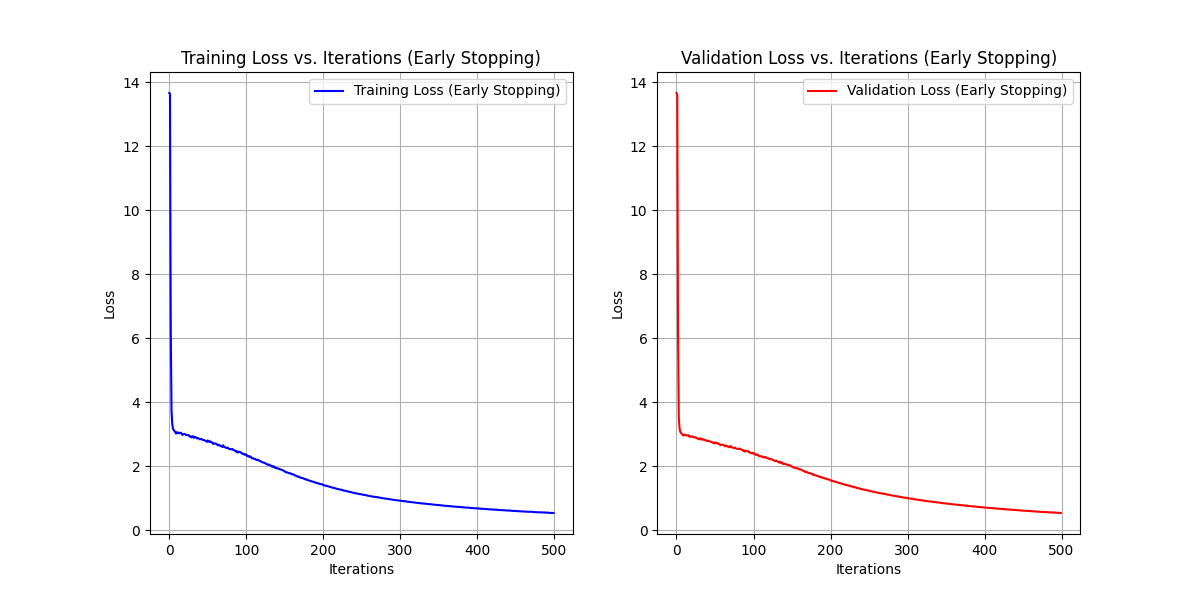 Training Loss vs. Iterations (Early Stopping)
14
12
10
8
6
4
2
0
Loss
Training Loss (Early Stopping)
0 100 200 300 400 500
Iterations
Validation Loss vs. Iterations (Early Stopping)
14
12
10
8
6
4
2
0
Loss
Validation Loss (Early Stopping)
0 100 200 300 400 500
Iterations